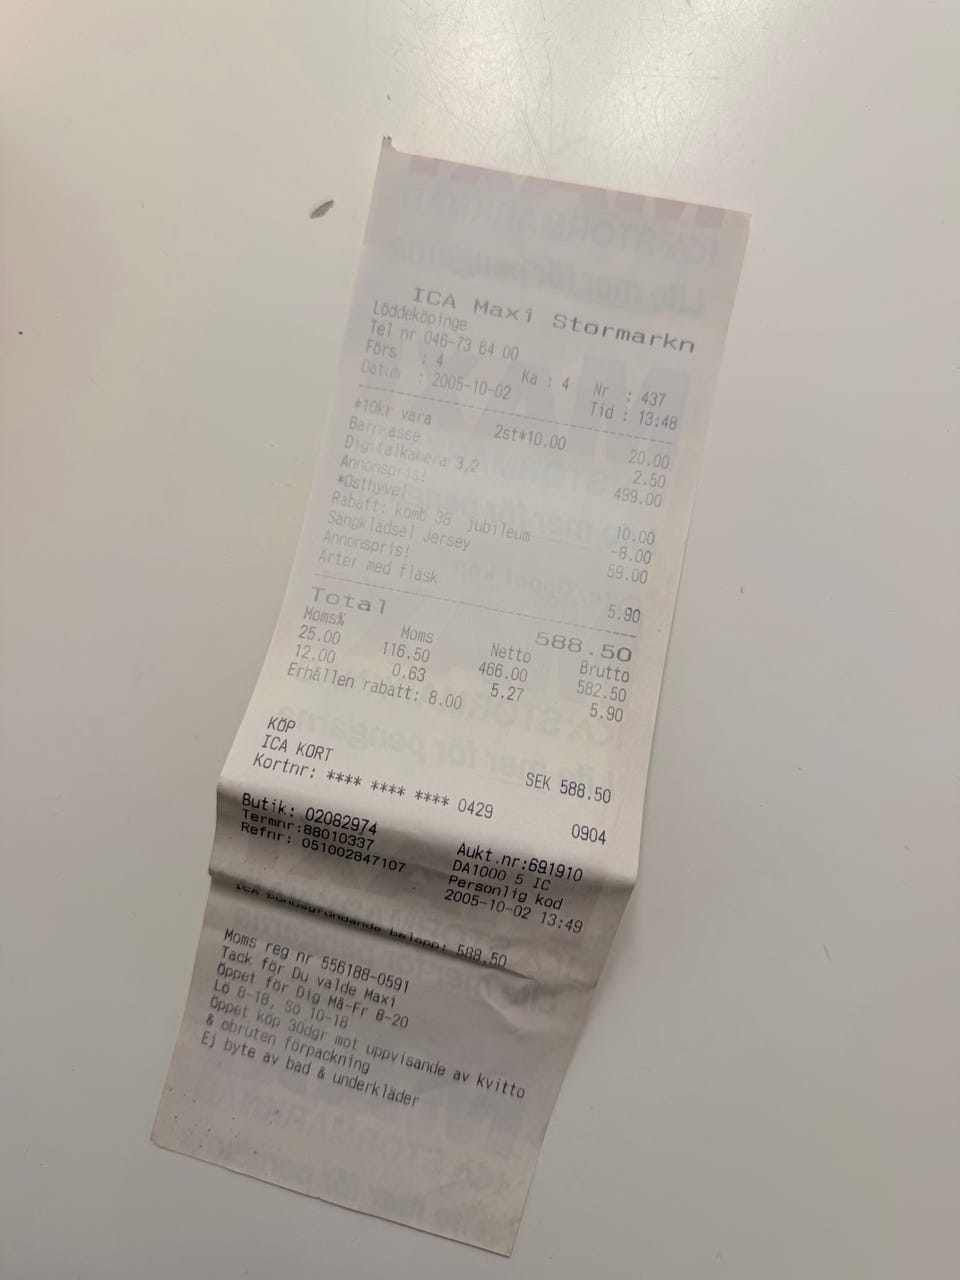 ICA Maxi Stormarkn
Löddeköpinge
Tel nr 046-73 64 00
Förs : 4 Ka : 4 Nr : 437
Datum : 2005-10-02 Tid : 13:48
*10kr vara 2st*10.00 20.00
Barnkasse 2.50
Digitalkamera 3,2 499.00
Annonspris!
*Osthyvel 10.00
Rabatt: komb 38 jubileum -8.00
Sängklädsel Jersey 59.00
Annonspris!
Ärter med fläsk 5.90
Total 588.50
Moms% Moms Netto Brutto
25.00 116.50 466.00 582.50
12.00 0.63 5.27 5.90
Erhållen rabatt: 8.00
KÖP
ICA KORT SEK 588.50
Kortnr: **** **** **** 0429 0904
Butik: 02082974 Aukt.nr:691910
Termnr:88010337 DA1000 5 IC
Refnr: 051002847107 Personlig kod
2005-10-02 13:49
ICA bonusgrundande belopp: 588.50
Moms reg nr 556188-0591
Tack för Du valde Maxi
Öppet för Dig Må-Fr 8-20
Lö 8-18, Sö 10-18
Öppet köp 30dgr mot uppvisande av kvitto
& obruten förpackning
Ej byte av bad & underkläder